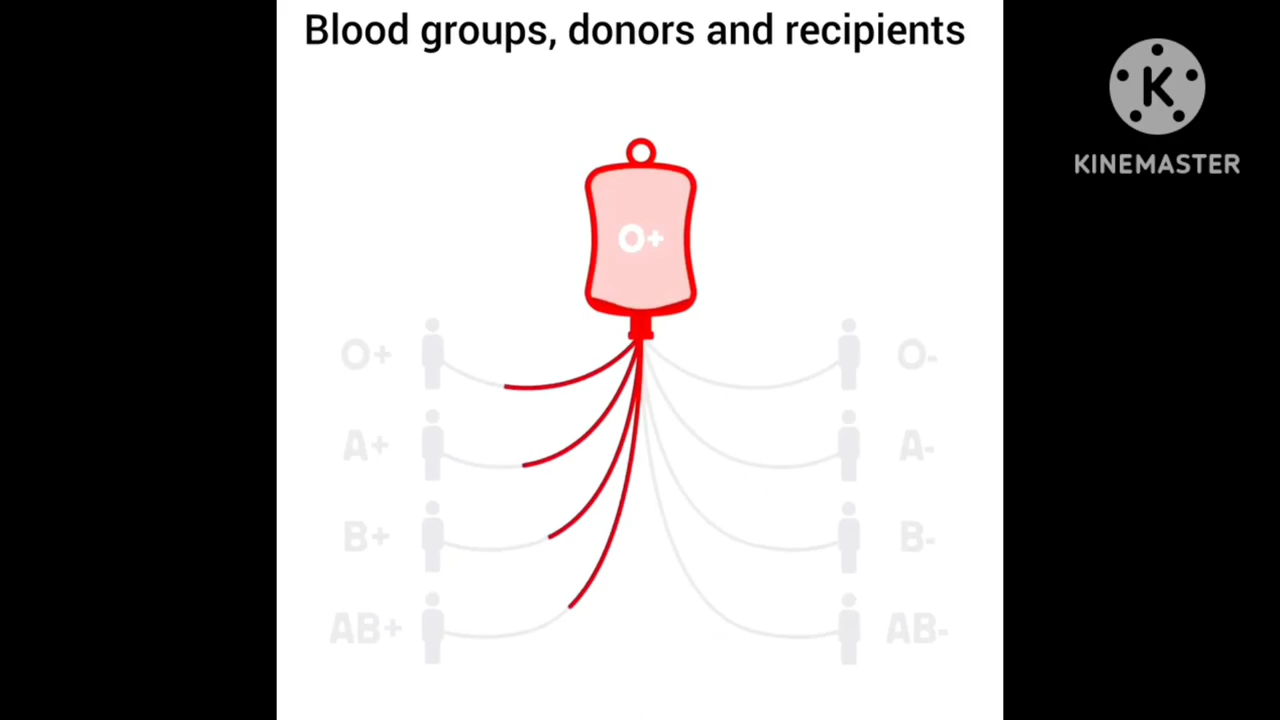 Blood groups, donors and recipients
K
KINEMASTER
O+
O+
O-
A+
A-
B+
B-
AB+
AB-